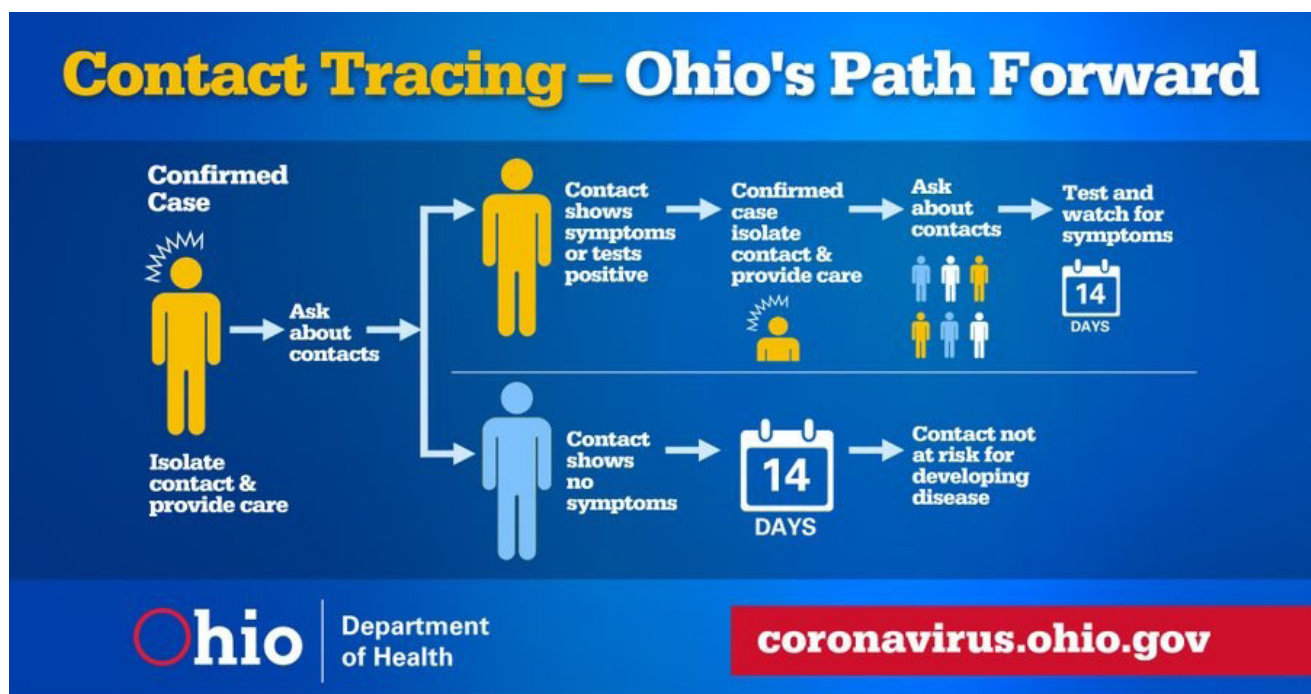 Contact Tracing – Ohio's Path Forward
Confirmed
Case
Isolate
contact &
provide care
Ask
about
contacts
Contact
shows
symptoms
or tests
positive
Confirmed
case
isolate
contact &
provide care
Ask
about
contacts
Test and
watch for
symptoms
14
DAYS
Contact
shows
no
symptoms
14
DAYS
Contact not
at risk for
developing
disease
Ohio
Department
of Health
coronavirus.ohio.gov